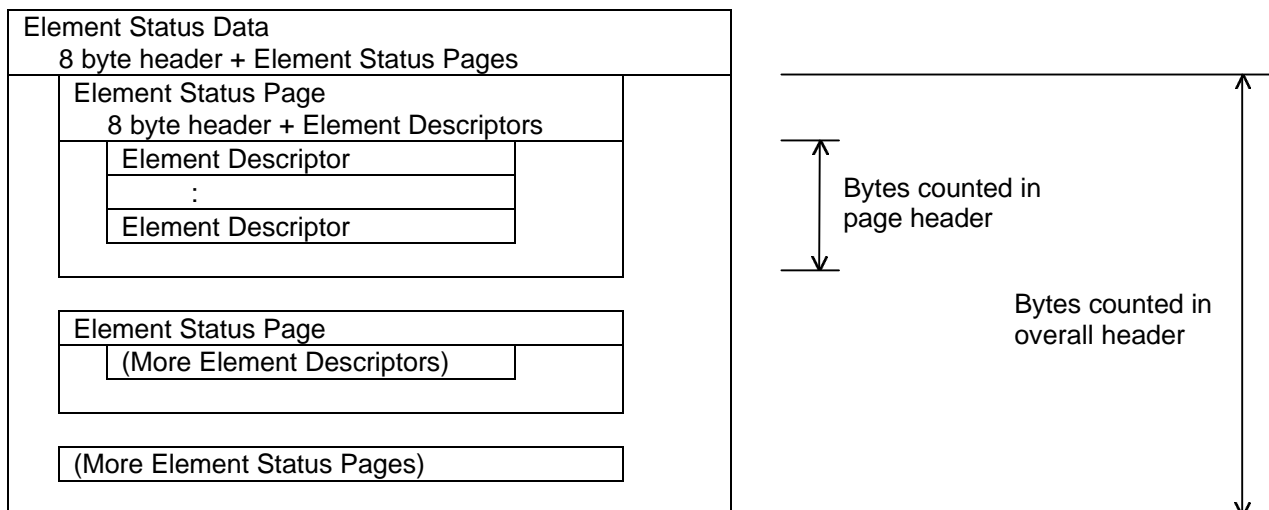 Element Status Data
8 byte header + Element Status Pages
Element Status Page
8 byte header + Element Descriptors
Element Descriptor
:
Element Descriptor
Bytes counted in
page header
Element Status Page
(More Element Descriptors)
Bytes counted in
overall header
(More Element Status Pages)